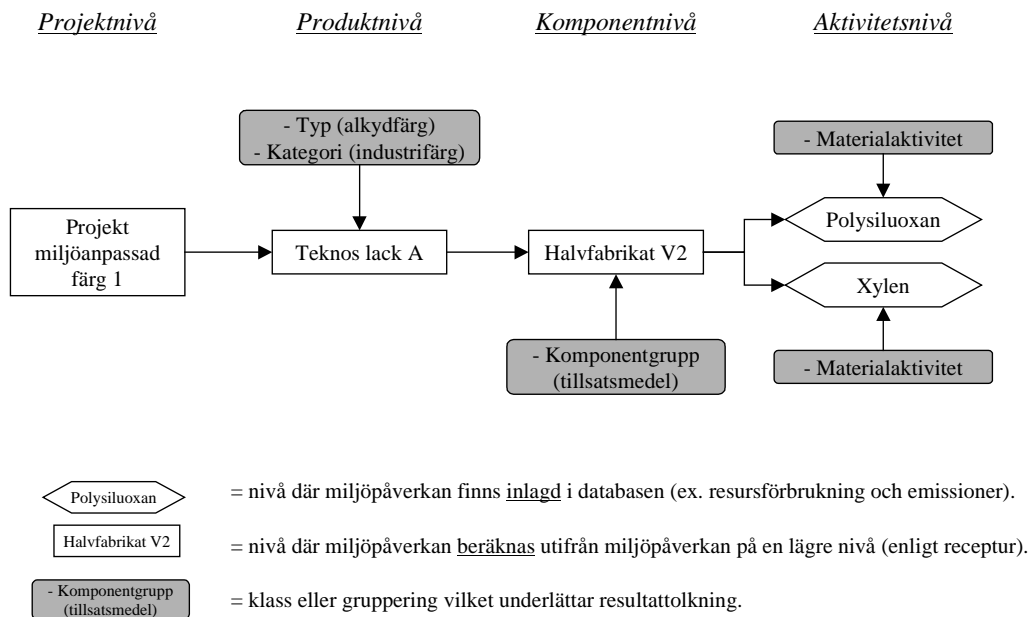 Projektnivå
Produktnivå
Komponentnivå
Aktivitetsnivå
- Typ (alkydfärg)
- Kategori (industrifärg)
- Materialaktivitet
Projekt
miljöanpassad
färg 1
Teknos lack A
Halvfabrikat V2
Polysiluoxan
Xylen
- Komponentgrupp
(tillsatsmedel)
- Materialaktivitet
Polysiluoxan
= nivå där miljöpåverkan finns inlagd i databasen (ex. resursförbrukning och emissioner).
Halvfabrikat V2
= nivå där miljöpåverkan beräknas utifrån miljöpåverkan på en lägre nivå (enligt receptur).
- Komponentgrupp
(tillsatsmedel)
= klass eller gruppering vilket underlättar resultattolkning.